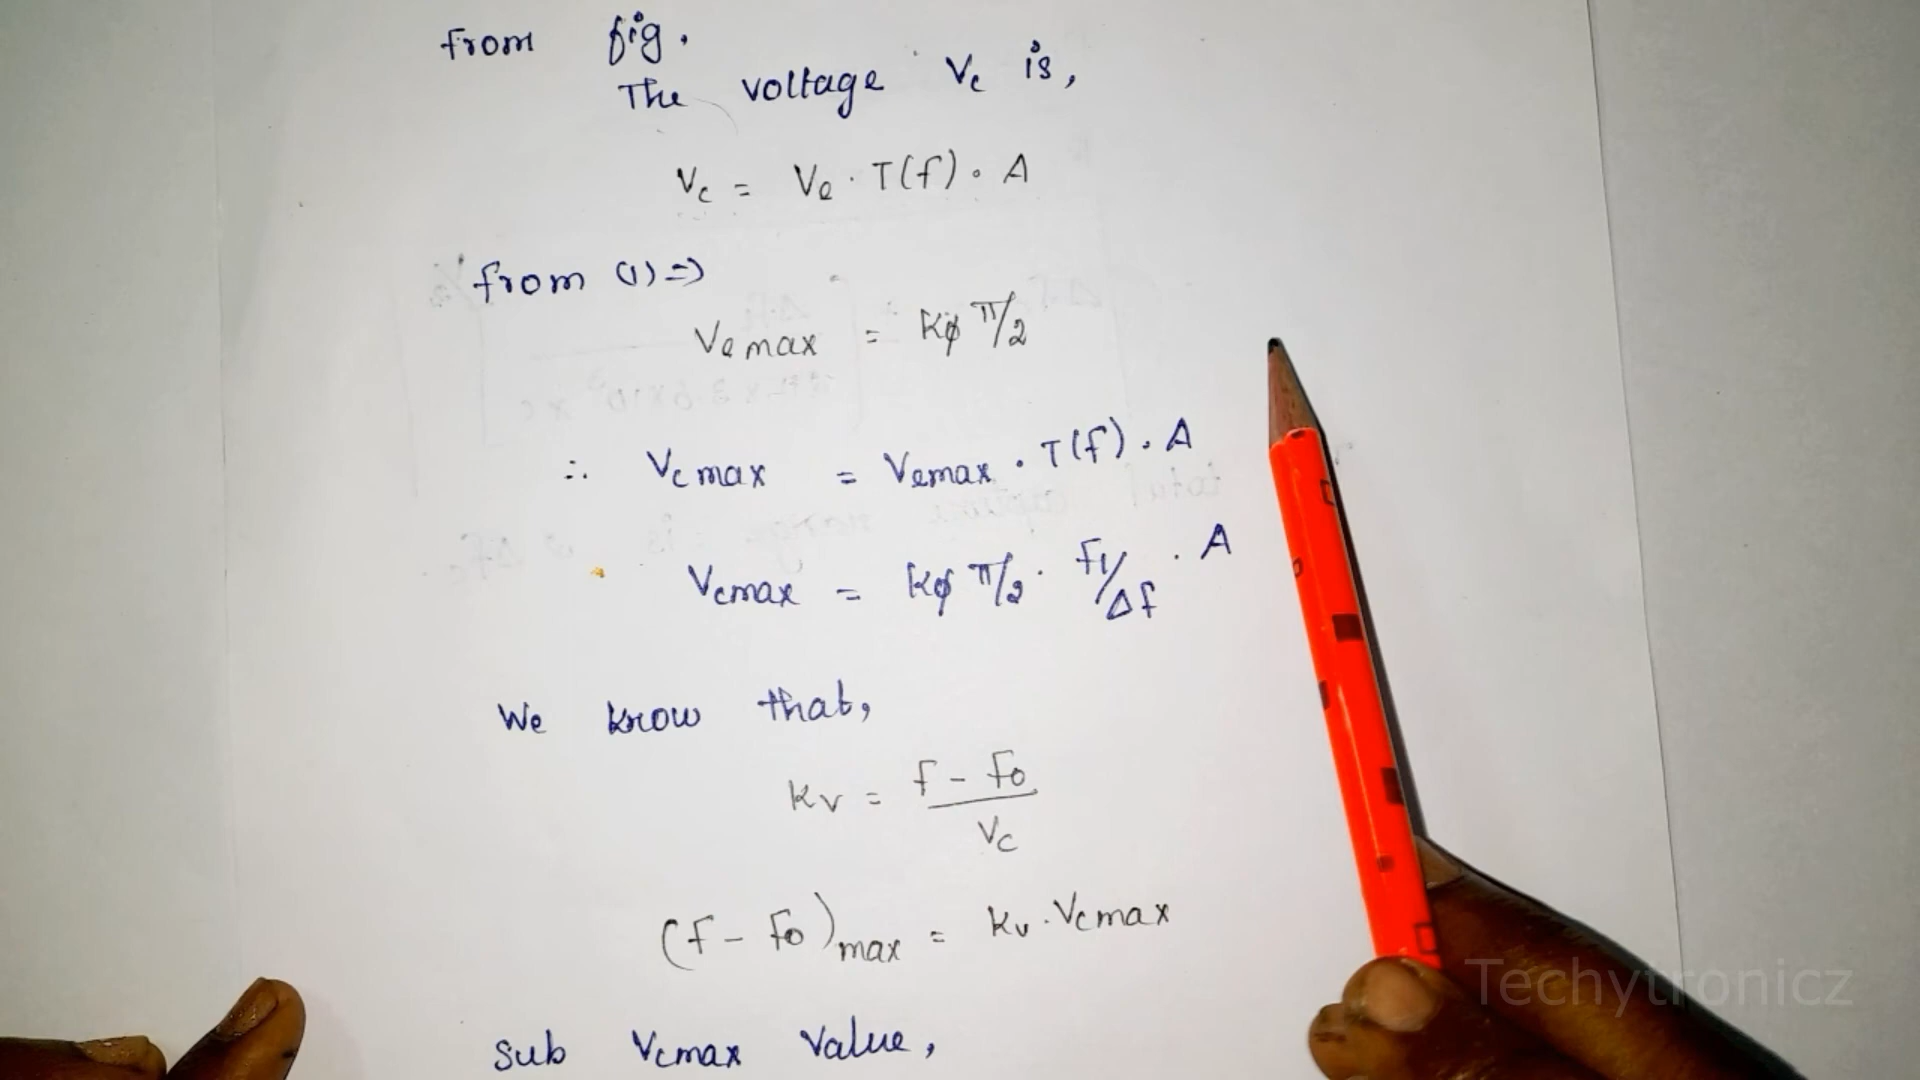 from fig.
The voltage Vc is,
Vc = Ve · T(f) · A
from (1) =>
Vemax = Kϕ π/2
∴ Vcmax = Vemax · T(f) · A
Vcmax = Kϕ π/2 · f1/Δf · A
We know that,
Kv = f - fo / Vc
(f - fo)max = Kv · Vcmax
Sub Vcmax Value,
Techytronicz